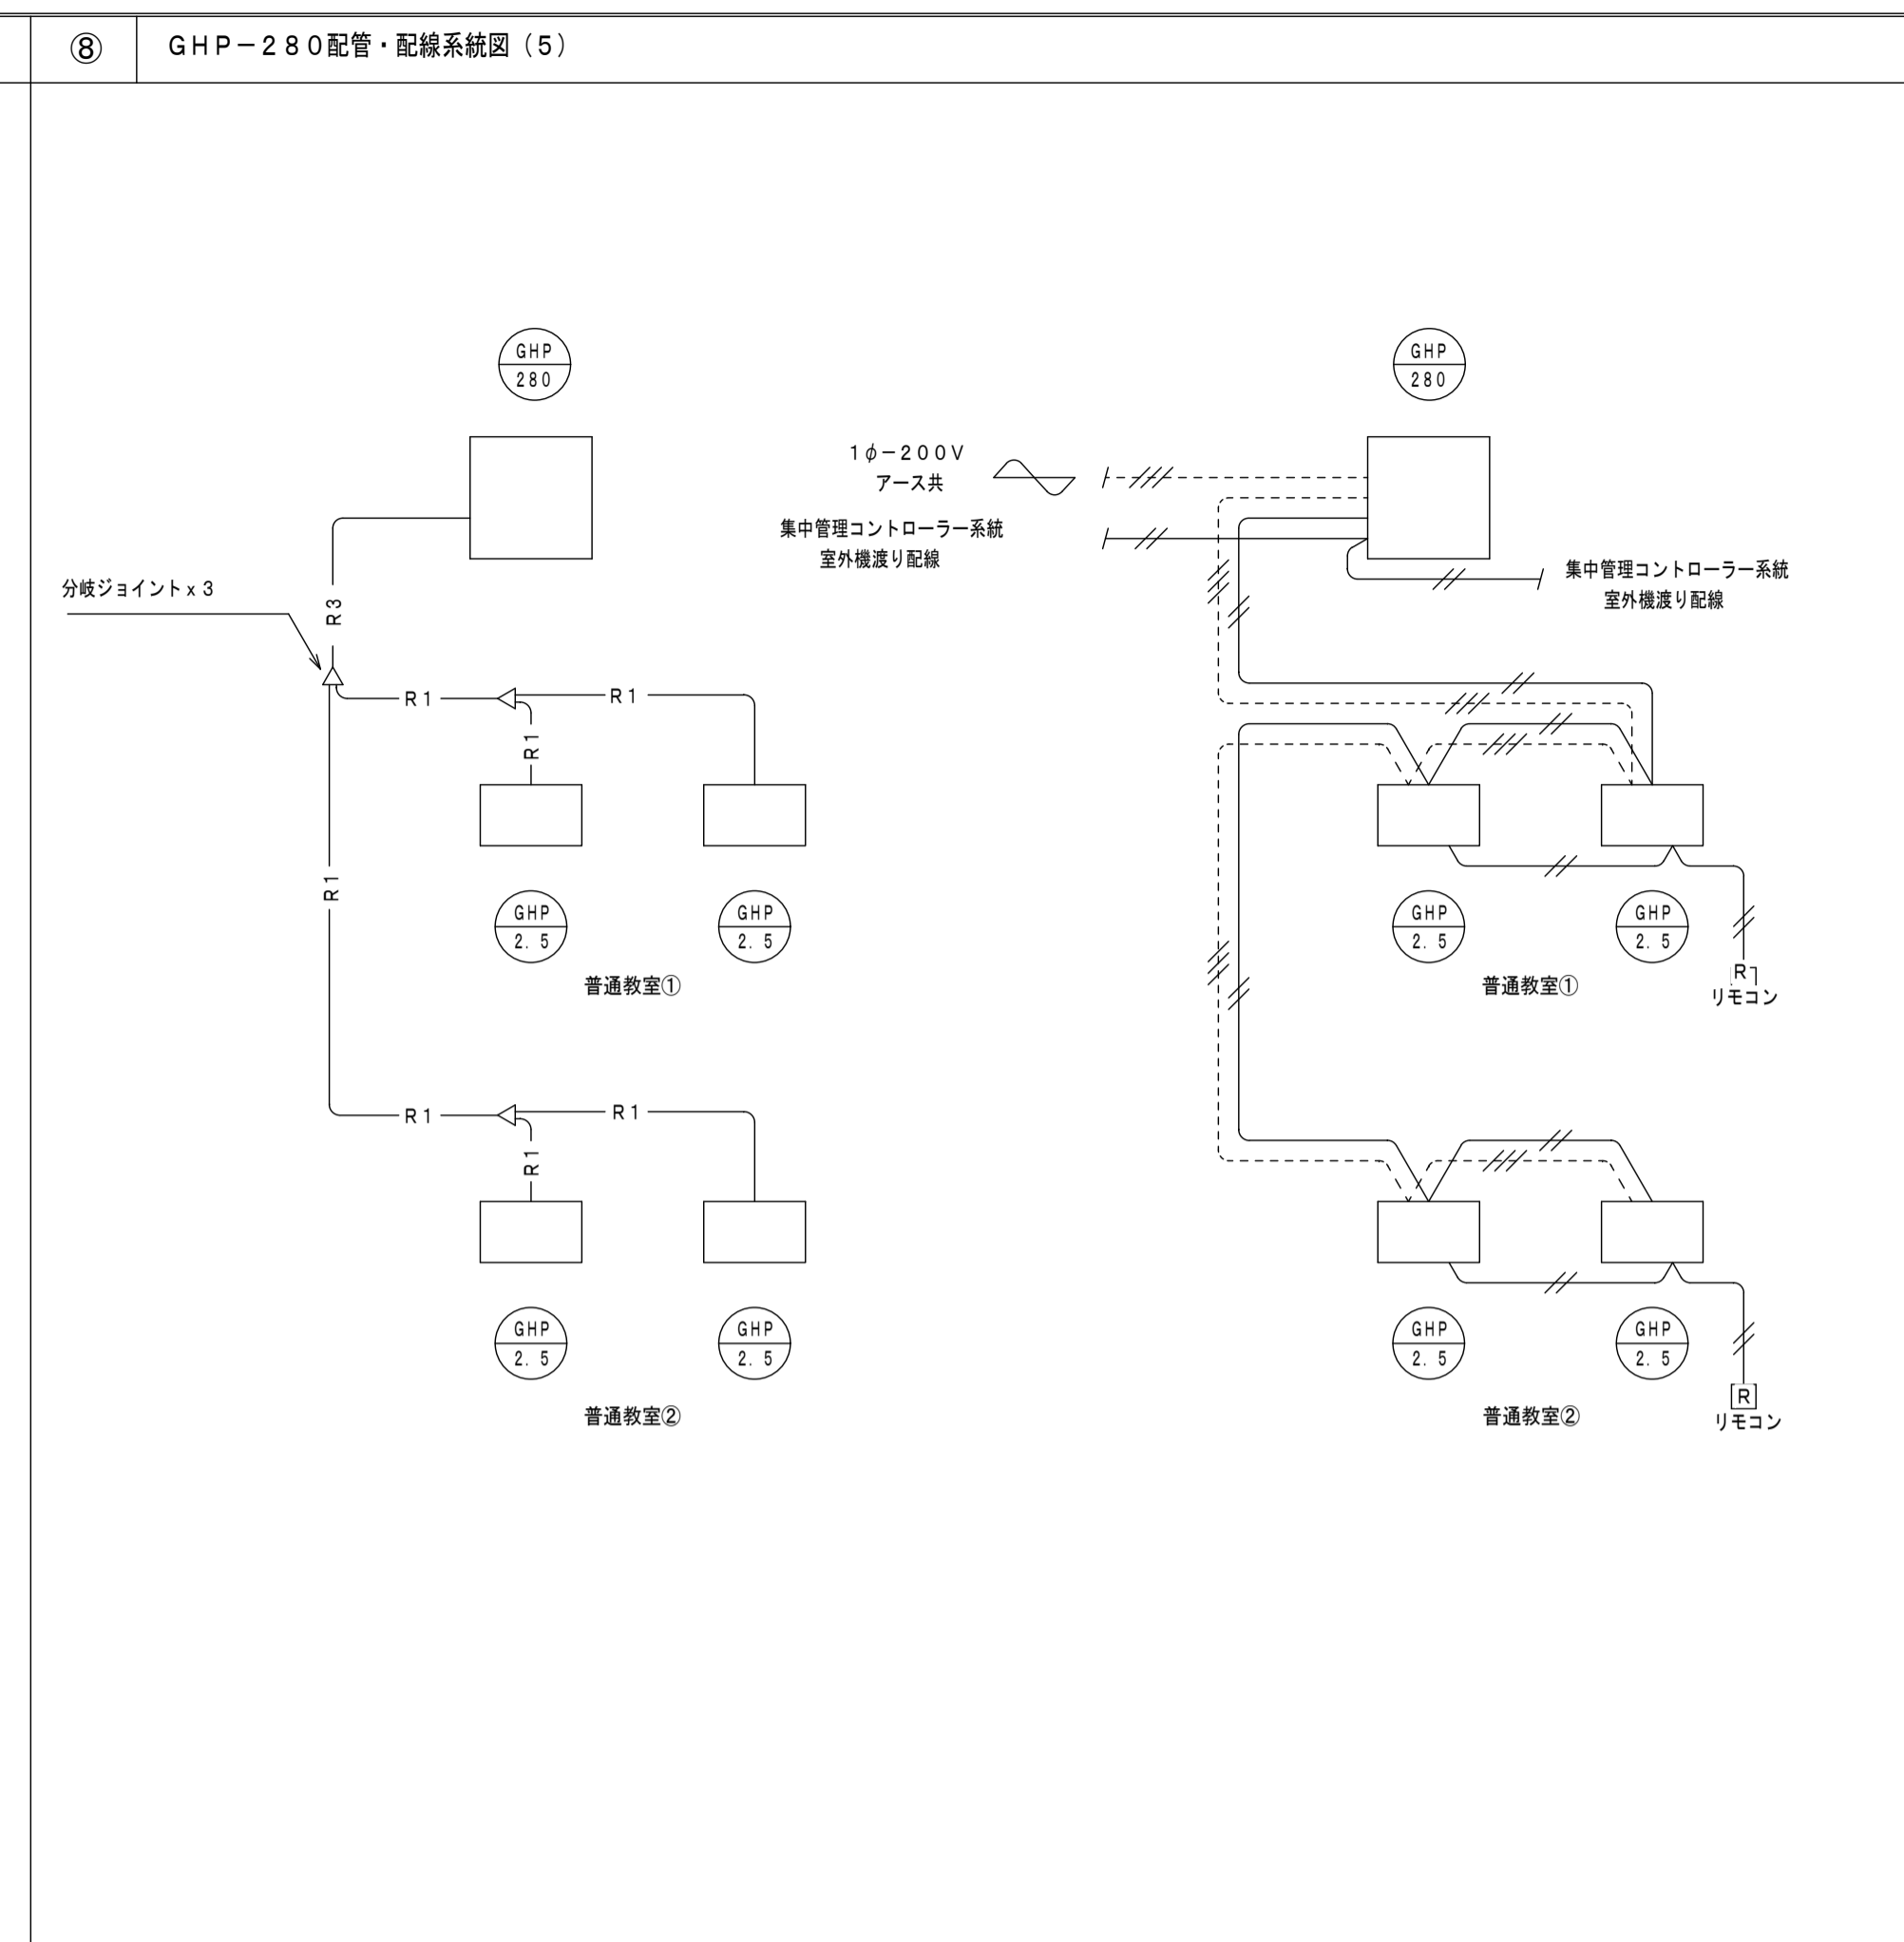 ⑧
GHP−280配管・配線系統図（5）
GHP
280
分岐ジョイントx3
R3
R1
R1
R1
R1
GHP
2.5
GHP
2.5
普通教室①
R1
R1
R1
GHP
2.5
GHP
2.5
普通教室②
GHP
280
1φ−200V
アース共
集中管理コントローラー系統
室外機渡り配線
集中管理コントローラー系統
室外機渡り配線
GHP
2.5
GHP
2.5
普通教室①
R
リモコン
GHP
2.5
GHP
2.5
普通教室②
R
リモコン